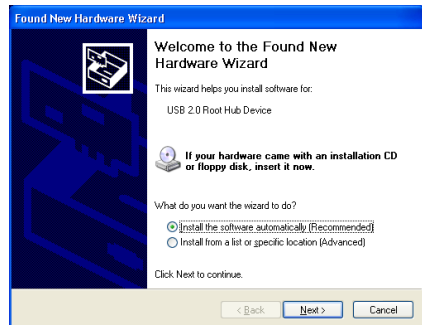 Found New Hardware Wizard
Welcome to the Found New
Hardware Wizard
This wizard helps you install software for:
USB 2.0 Root Hub Device
If your hardware came with an installation CD
or floppy disk, insert it now.
What do you want the wizard to do?
Install the software automatically (Recommended)
Install from a list or specific location (Advanced)
Click Next to continue.
< Back
Next >
Cancel